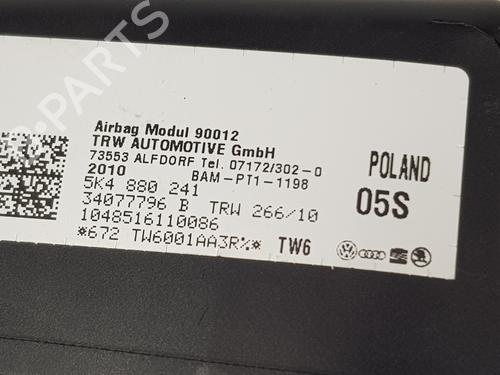 Airbag Modul 90012
TRW AUTOMOTIVE GmbH
73553 ALFDORF Tel. 07172/302-0
2010 BAM-PT1-1198
5K4 880 241
34077796 B TRW 266/10
1048516110086
*672 TW6001AA3R%* TW6
POLAND
05S
B-PARTS